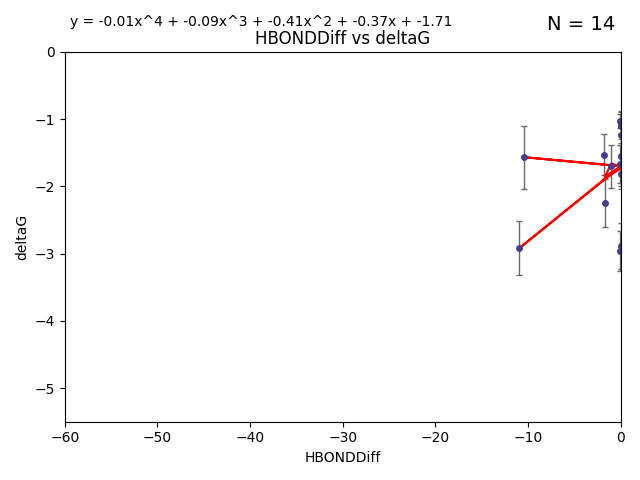 y = -0.01x^4 + -0.09x^3 + -0.41x^2 + -0.37x + -1.71
N = 14
HBONDDiff vs deltaG
0
−1
−2
−3
−4
−5
deltaG
−60 −50 −40 −30 −20 −10 0
HBONDDiff